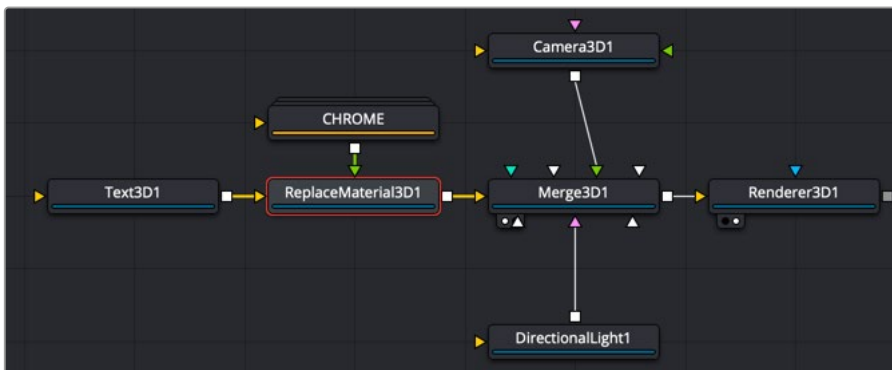 Camera3D1
CHROME
Text3D1
ReplaceMaterial3D1
Merge3D1
Renderer3D1
DirectionalLight1